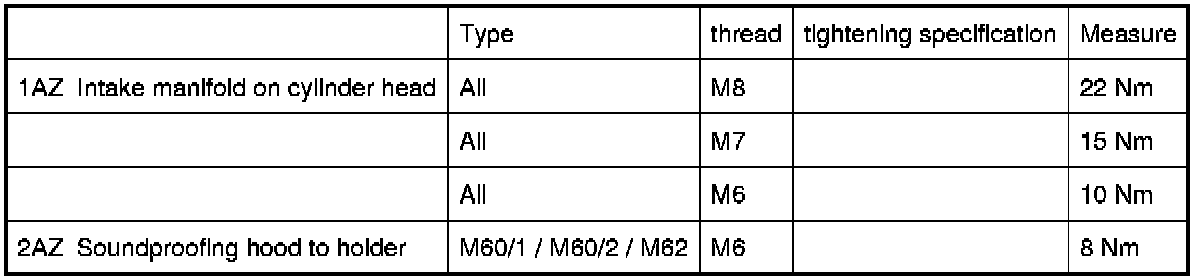 Type thread tightening specification Measure
1AZ Intake manifold on cylinder head All M8 22 Nm
All M7 15 Nm
All M6 10 Nm
2AZ Soundproofing hood to holder M60/1 / M60/2 / M62 M6 8 Nm